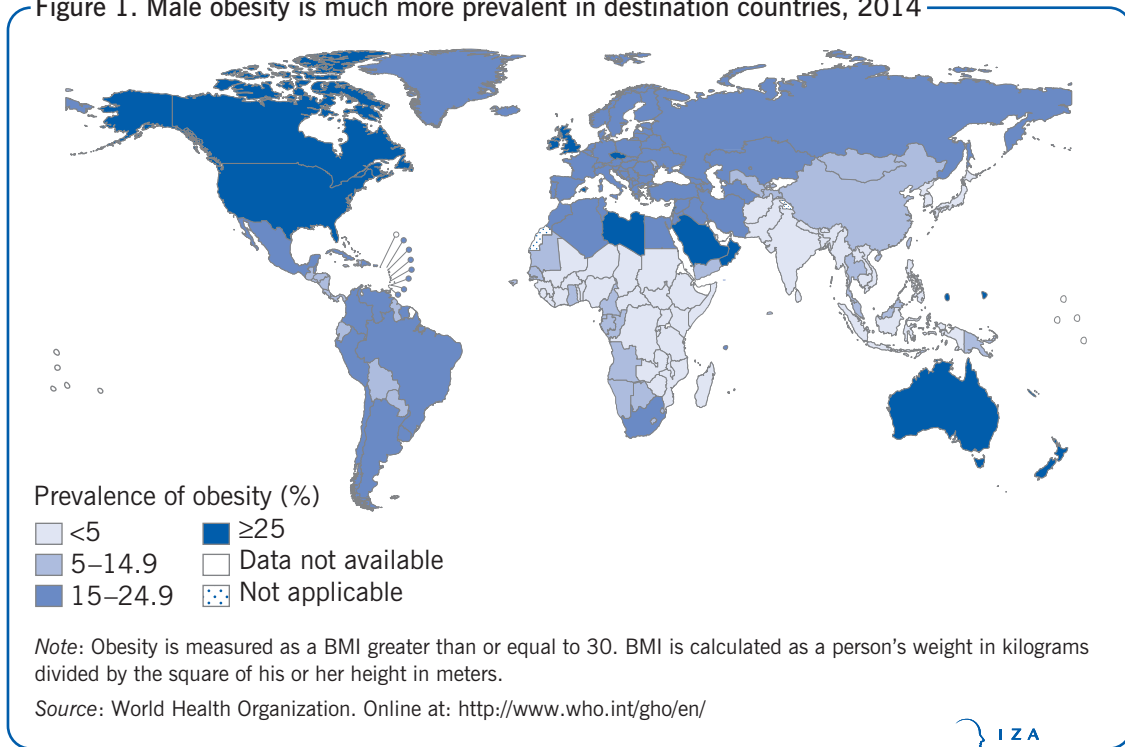 Figure 1. Male obesity is much more prevalent in destination countries, 2014
Prevalence of obesity (%)
<5
5–14.9
15–24.9
≥25
Data not available
Not applicable
Note: Obesity is measured as a BMI greater than or equal to 30. BMI is calculated as a person's weight in kilograms
divided by the square of his or her height in meters.
Source: World Health Organization. Online at: http://www.who.int/gho/en/
IZA